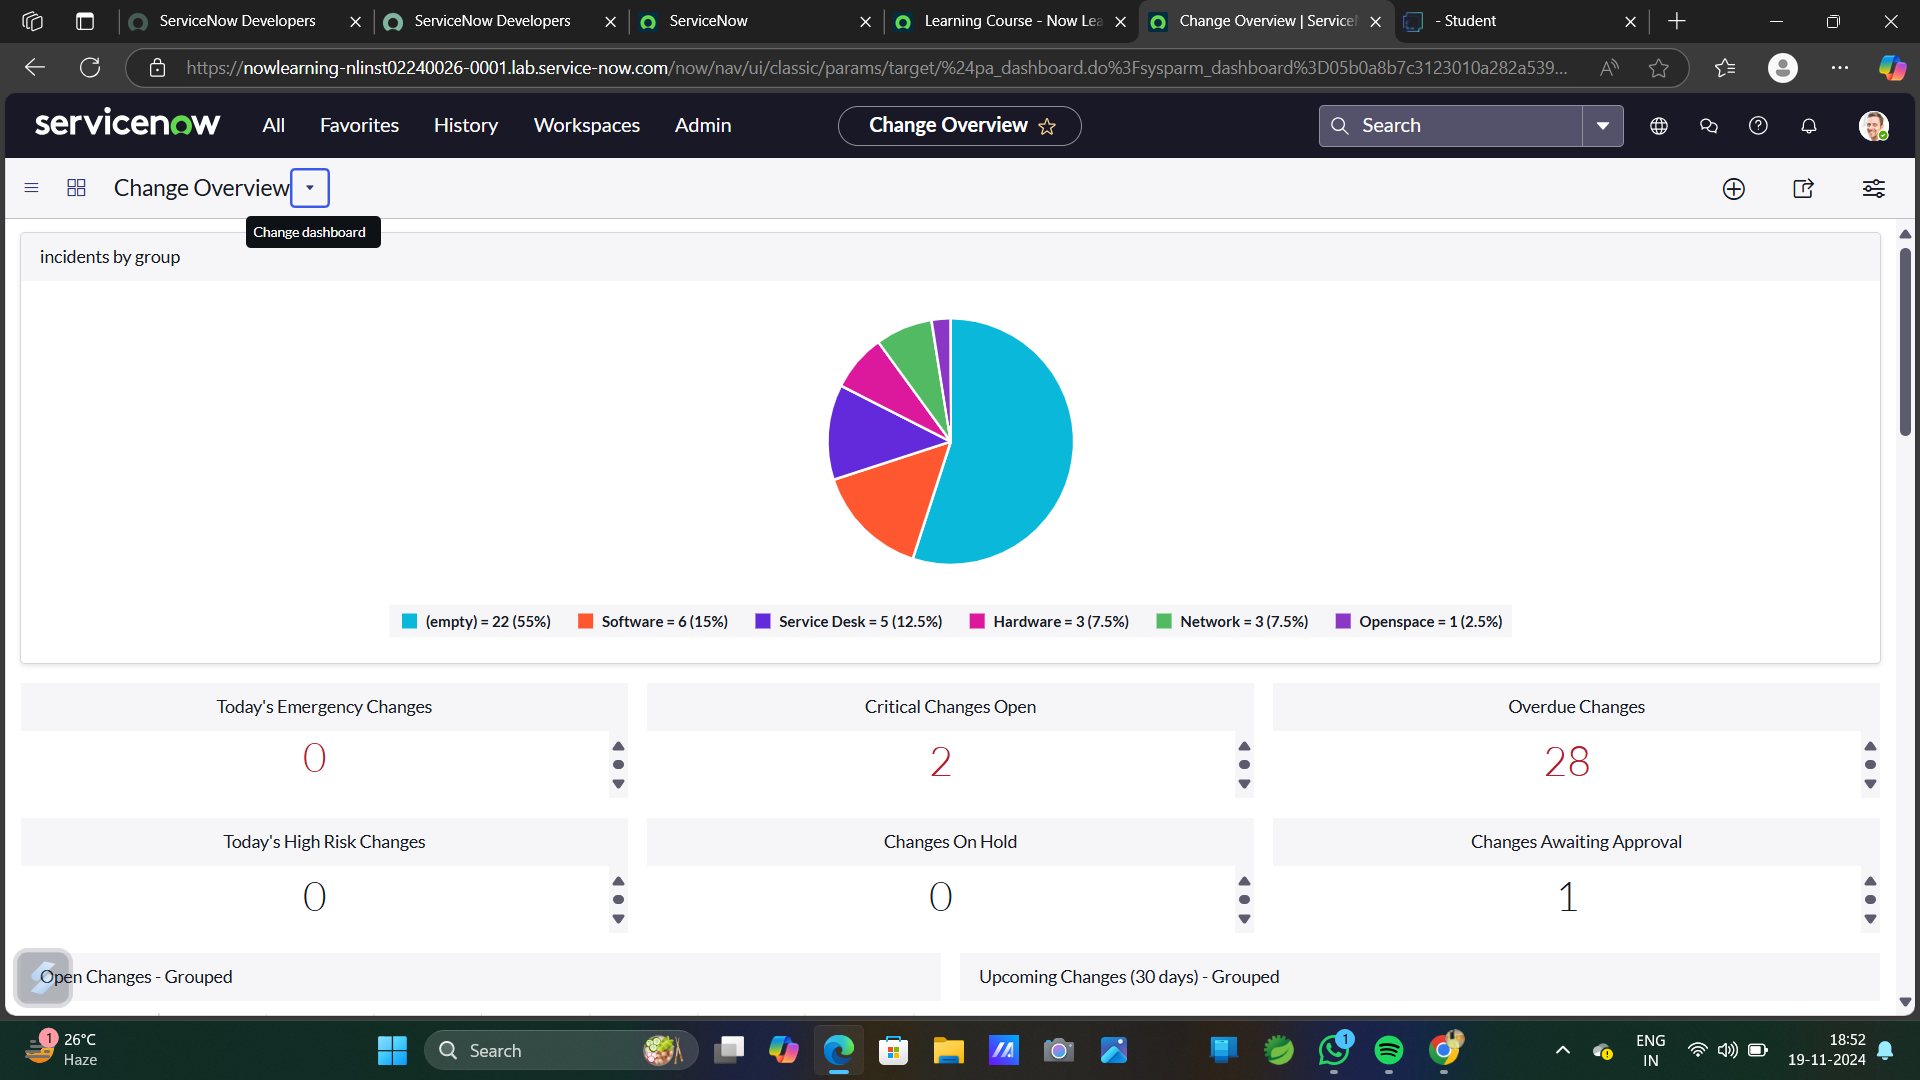 ServiceNow Developers
ServiceNow Developers
ServiceNow
Learning Course - Now Lea
Change Overview | Service
- Student
https://nowlearning-nlinst02240026-0001.lab.service-now.com/now/nav/ui/classic/params/target/%24pa_dashboard.do%3Fsysparm_dashboard%3D05b0a8b7c3123010a282a539...
servicenow
All
Favorites
History
Workspaces
Admin
Change Overview
Search
Change Overview
Change dashboard
incidents by group
(empty) = 22 (55%)
Software = 6 (15%)
Service Desk = 5 (12.5%)
Hardware = 3 (7.5%)
Network = 3 (7.5%)
Openspace = 1 (2.5%)
Today's Emergency Changes
Critical Changes Open
Overdue Changes
0
2
28
Today's High Risk Changes
Changes On Hold
Changes Awaiting Approval
0
0
1
Open Changes - Grouped
Upcoming Changes (30 days) - Grouped
1
26°C
Haze
Search
1
ENG
IN
18:52
19-11-2024